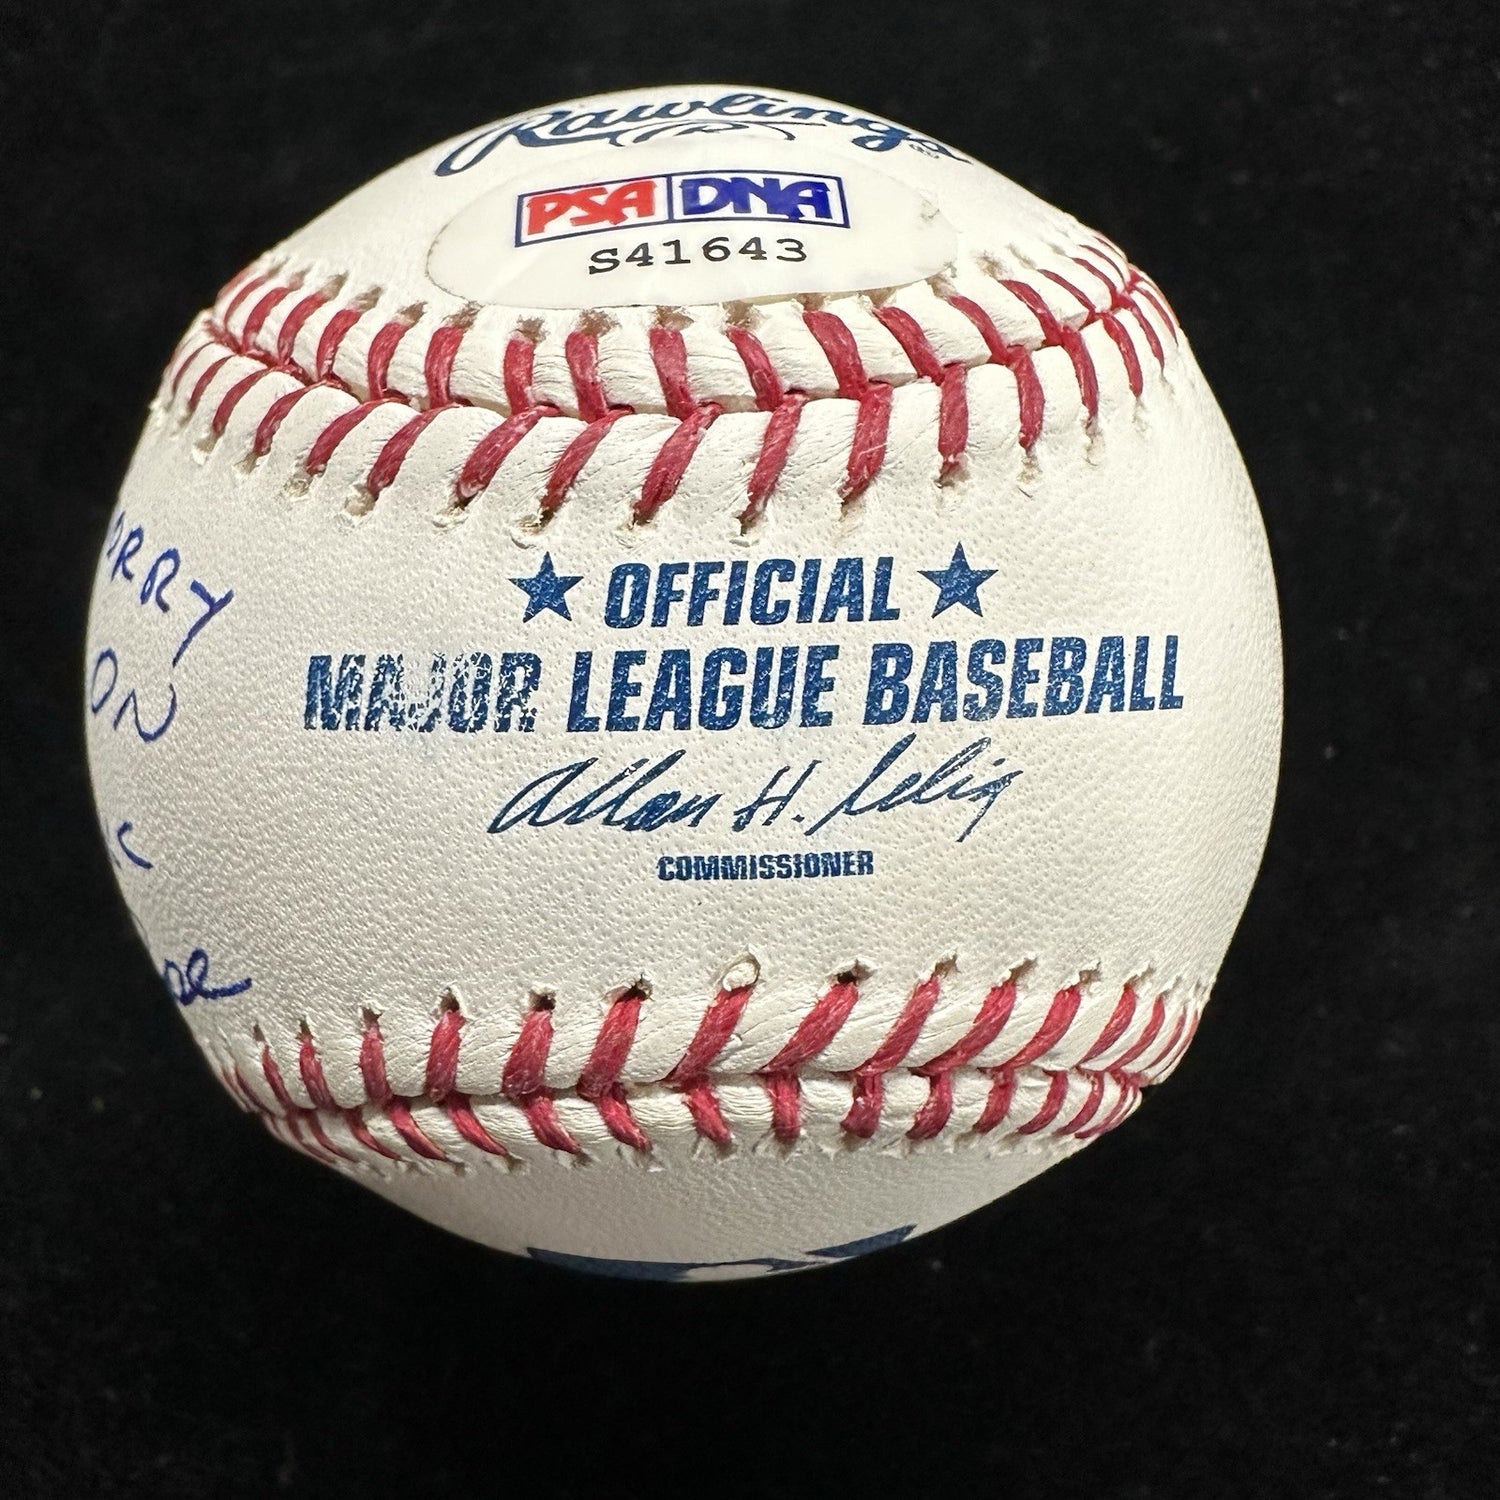 Rawlings
PSA DNA
S41643
★ OFFICIAL ★
MAJOR LEAGUE BASEBALL
Allan H. Selig
COMMISSIONER